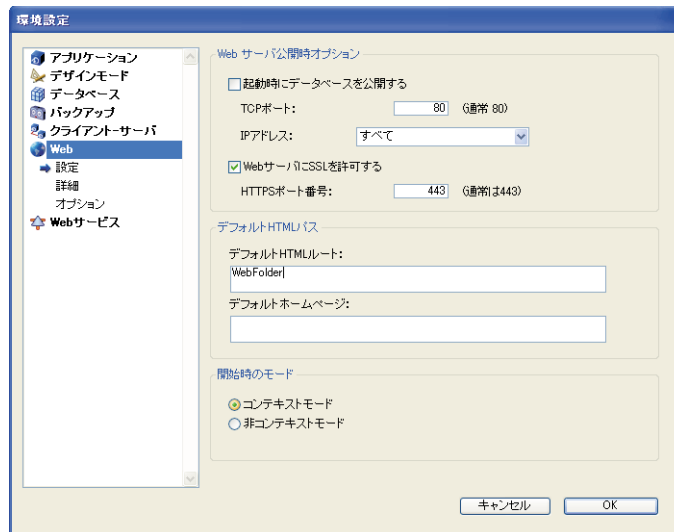 環境設定
アプリケーション
デザインモード
データベース
バックアップ
クライアント-サーバ
Web
設定
詳細
オプション
Webサービス
Web サーバ公開時オプション
起動時にデータベースを公開する
TCPポート: 80 (通常 80)
IPアドレス: すべて
WebサーバにSSLを許可する
HTTPSポート番号: 443 (通常は443)
デフォルトHTMLパス
デフォルトHTMLルート:
WebFolder
デフォルトホームページ:
開始時のモード
コンテキストモード
非コンテキストモード
キャンセル OK